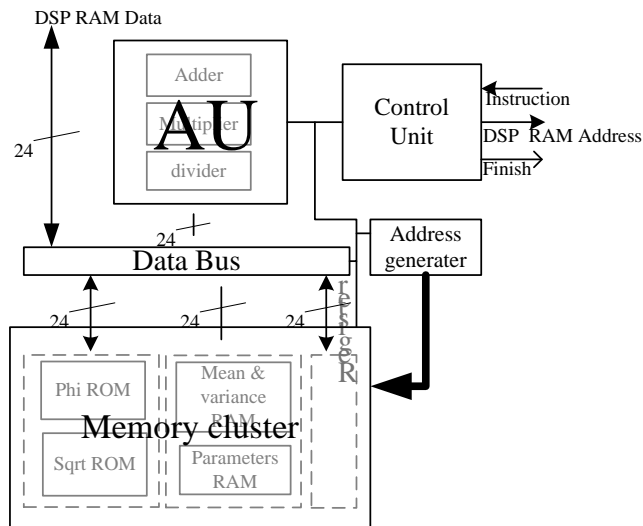 DSP RAM Data
24
Adder
Multiplier
divider
AU
Control
Unit
Instruction
DSP RAM Address
Finish
24
Data Bus
Address
generater
24
24
24
Register
Phi ROM
Sqrt ROM
Mean &
variance
RAM
Parameters
RAM
Memory cluster